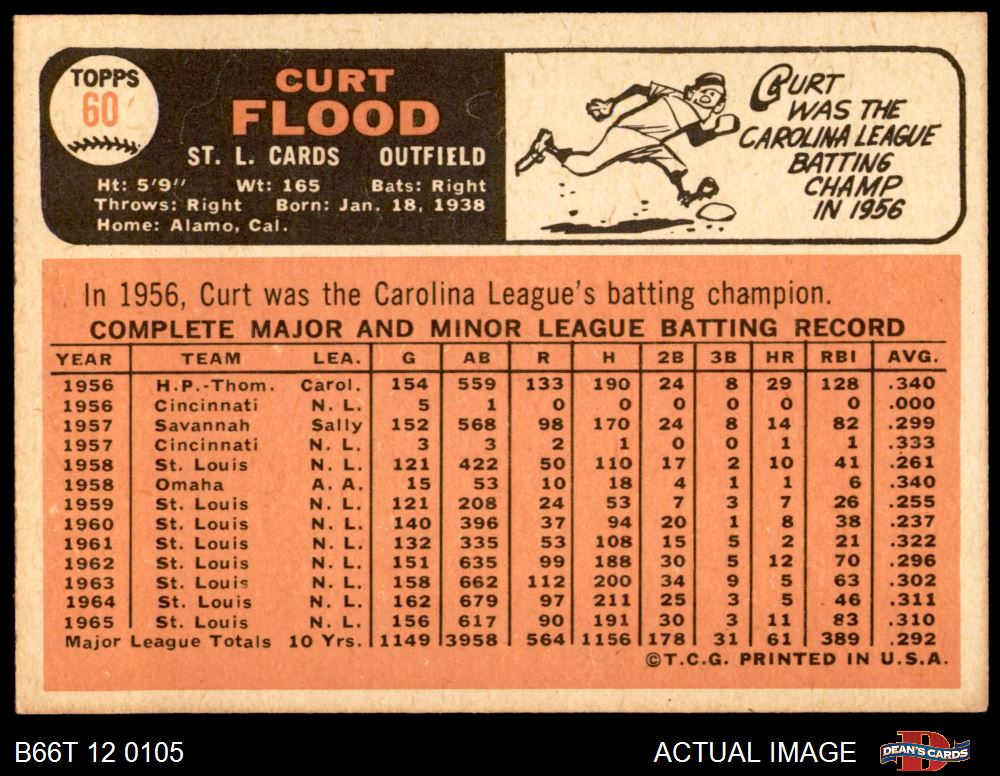 TOPPS
60
CURT
FLOOD
ST. L. CARDS OUTFIELD
Ht: 5'9" Wt: 165 Bats: Right
Throws: Right Born: Jan. 18, 1938
Home: Alamo, Cal.
CURT
WAS THE
CAROLINA LEAGUE
BATTING
CHAMP
IN 1956
In 1956, Curt was the Carolina League's batting champion.
COMPLETE MAJOR AND MINOR LEAGUE BATTING RECORD
YEAR TEAM LEA. G AB R H 2B 3B HR RBI AVG.
1956 H.P.-Thom. Carol. 154 559 133 190 24 8 29 128 .340
1956 Cincinnati N. L. 5 1 0 0 0 0 0 0 .000
1957 Savannah Sally 152 568 98 170 24 8 14 82 .299
1957 Cincinnati N. L. 3 3 2 1 0 0 1 1 .333
1958 St. Louis N. L. 121 422 50 110 17 2 10 41 .261
1958 Omaha A. A. 15 53 10 18 4 1 1 6 .340
1959 St. Louis N. L. 121 208 24 53 7 3 7 26 .255
1960 St. Louis N. L. 140 396 37 94 20 1 8 38 .237
1961 St. Louis N. L. 132 335 53 108 15 5 2 21 .322
1962 St. Louis N. L. 151 635 99 188 30 5 12 70 .296
1963 St. Louis N. L. 158 662 112 200 34 9 5 63 .302
1964 St. Louis N. L. 162 679 97 211 25 3 5 46 .311
1965 St. Louis N. L. 156 617 90 191 30 3 11 83 .310
Major League Totals 10 Yrs. 1149 3958 564 1156 178 31 61 389 .292
©T.C.G. PRINTED IN U.S.A.
B66T 12 0105
ACTUAL IMAGE
DEAN'S CARDS